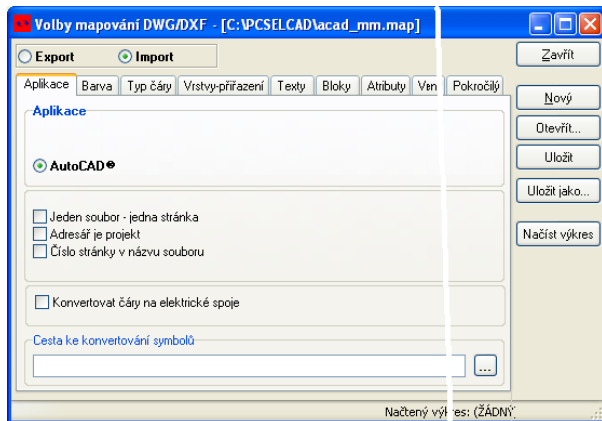 Volby mapování DWG/DXF - [C:\PCSELCAD\acad_mm.map]
Export Import
Zavřít
Aplikace Barva Typ čáry Vrstvy-přiřazení Texty Bloky Atributy Ven Pokročilý
Nový
Aplikace
Otevřít...
AutoCAD®
Uložit
Uložit jako...
Jeden soubor - jedna stránka
Adresář je projekt
Načíst výkres
Číslo stránky v názvu souboru
Konvertovat čáry na elektrické spoje
Cesta ke konvertování symbolů
...
Načtený výkres: (ŽÁDNÝ